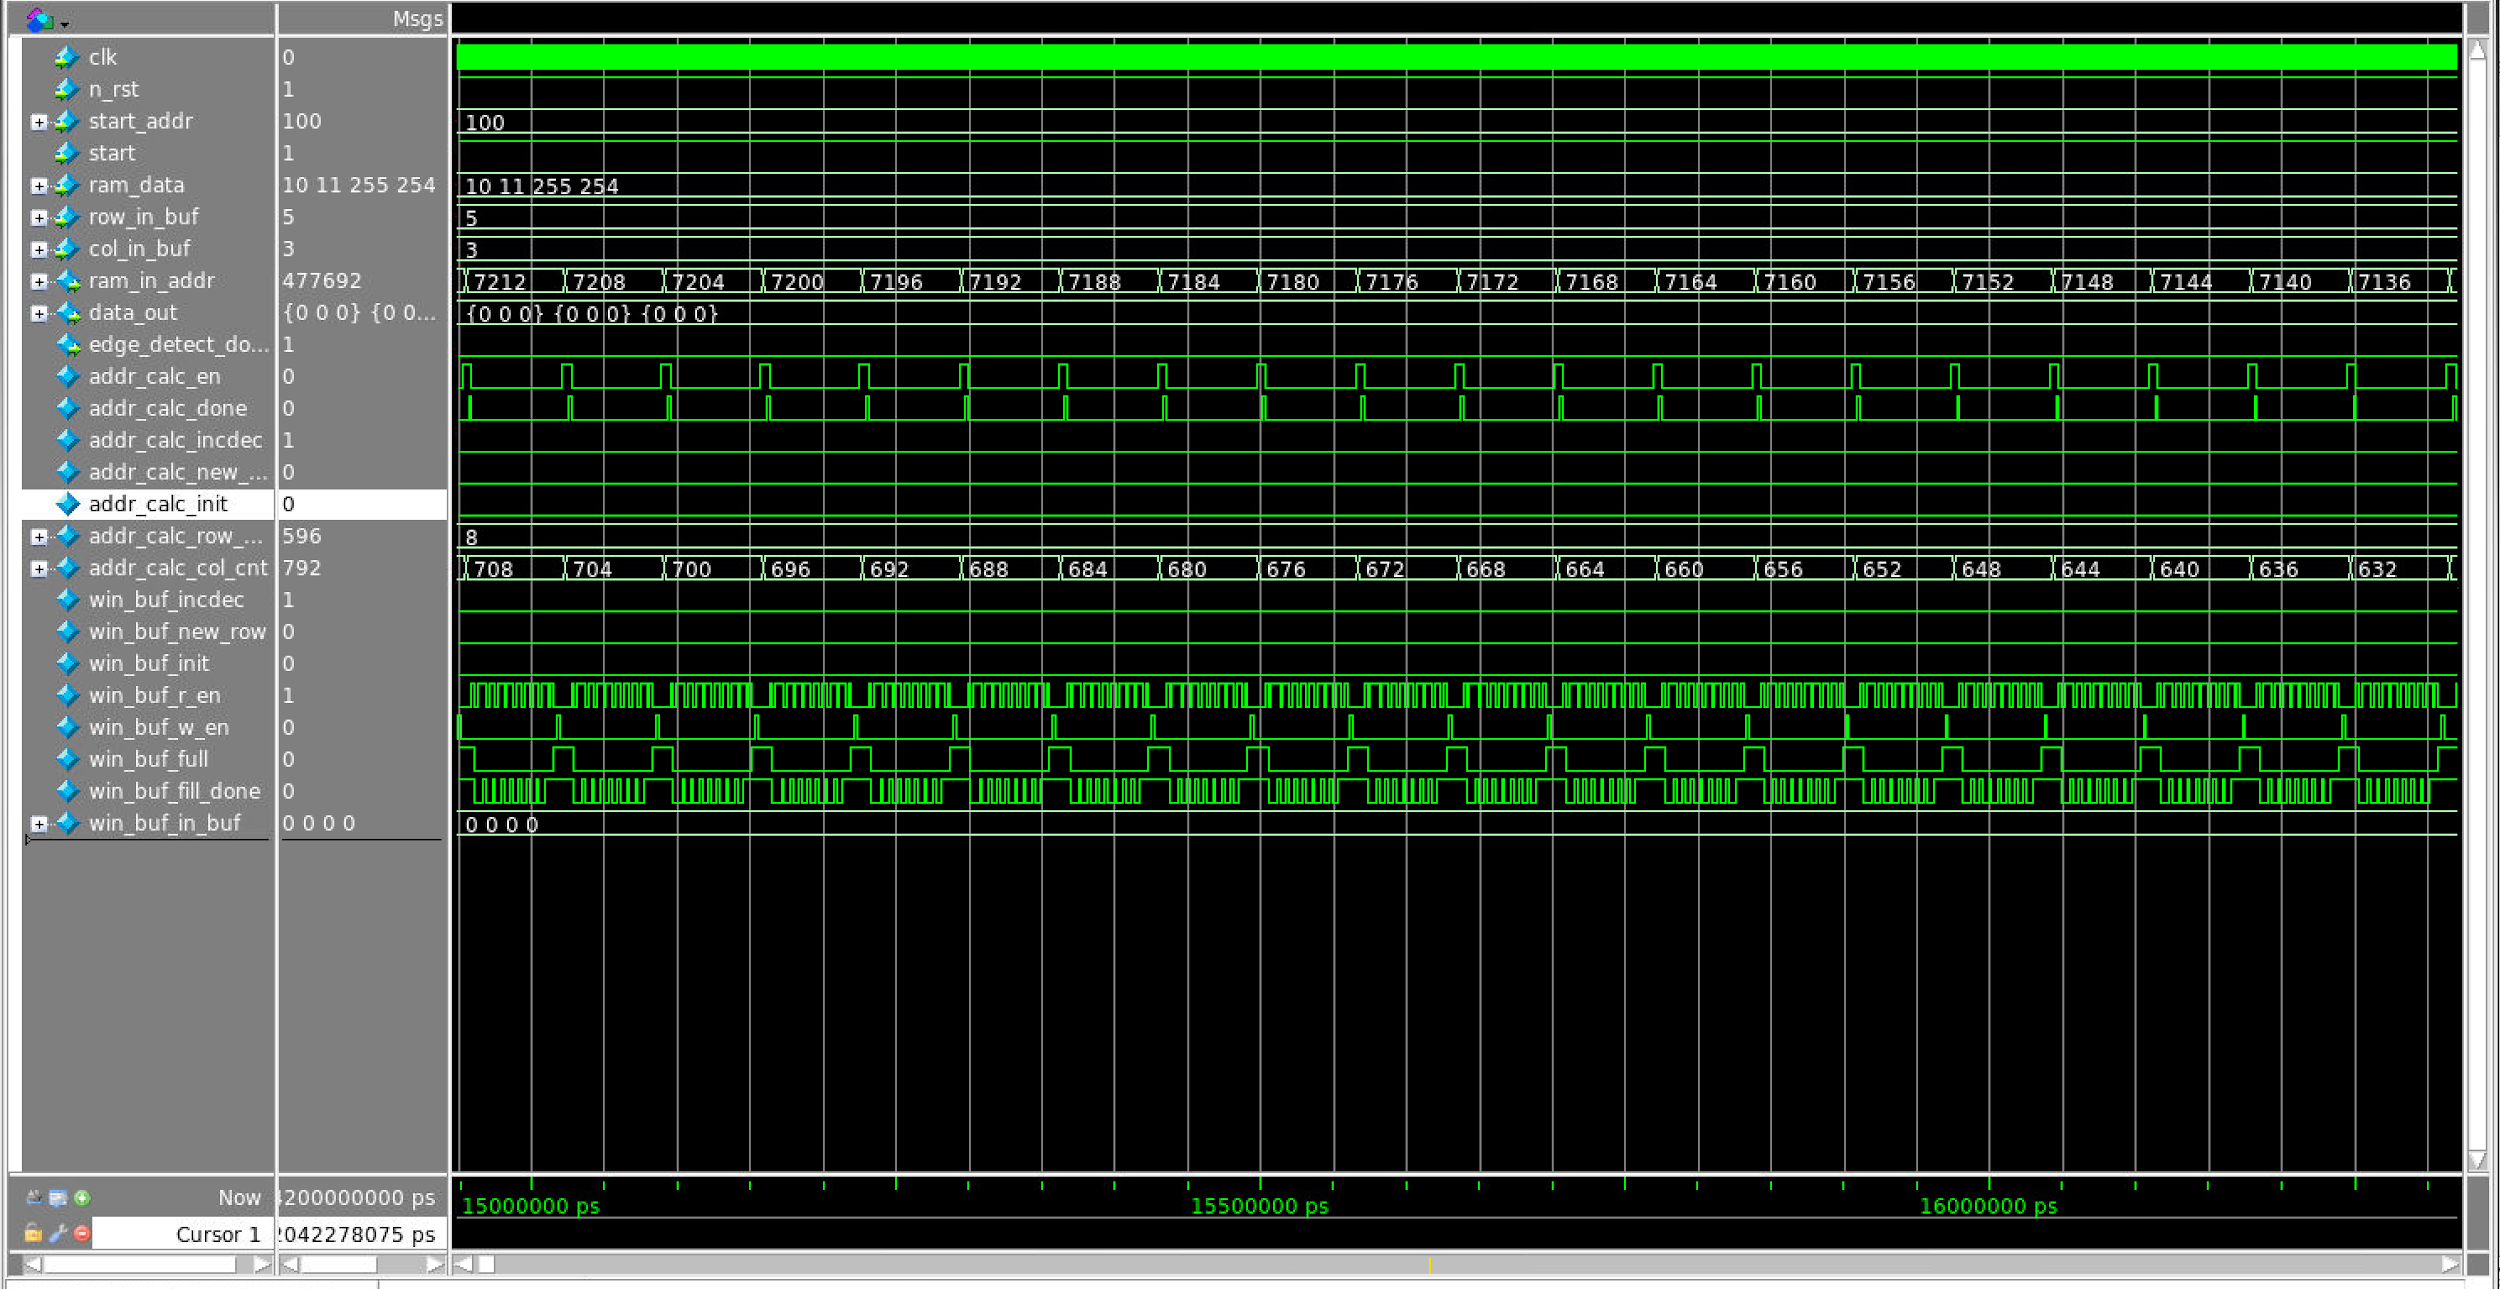 Msgs
clk 0
n_rst 1
start_addr 100 100
start 1
ram_data 10 11 255 254 10 11 255 254
row_in_buf 5 5
col_in_buf 3 3
ram_in_addr 477692 7212 7208 7204 7200 7196 7192 7188 7184 7180 7176 7172 7168 7164 7160 7156 7152 7148 7144 7140 7136
data_out {0 0 0} {0 0... {0 0 0} {0 0 0} {0 0 0}
edge_detect_do... 1
addr_calc_en 0
addr_calc_done 0
addr_calc_incdec 1
addr_calc_new_... 0
addr_calc_init 0
addr_calc_row_... 596 8
addr_calc_col_cnt 792 708 704 700 696 692 688 684 680 676 672 668 664 660 656 652 648 644 640 636 632
win_buf_incdec 1
win_buf_new_row 0
win_buf_init 0
win_buf_r_en 1
win_buf_w_en 0
win_buf_full 0
win_buf_fill_done 0
win_buf_in_buf 0 0 0 0 0 0 0 0
Now 4200000000 ps 15000000 ps 15500000 ps 16000000 ps
Cursor 1 2042278075 ps